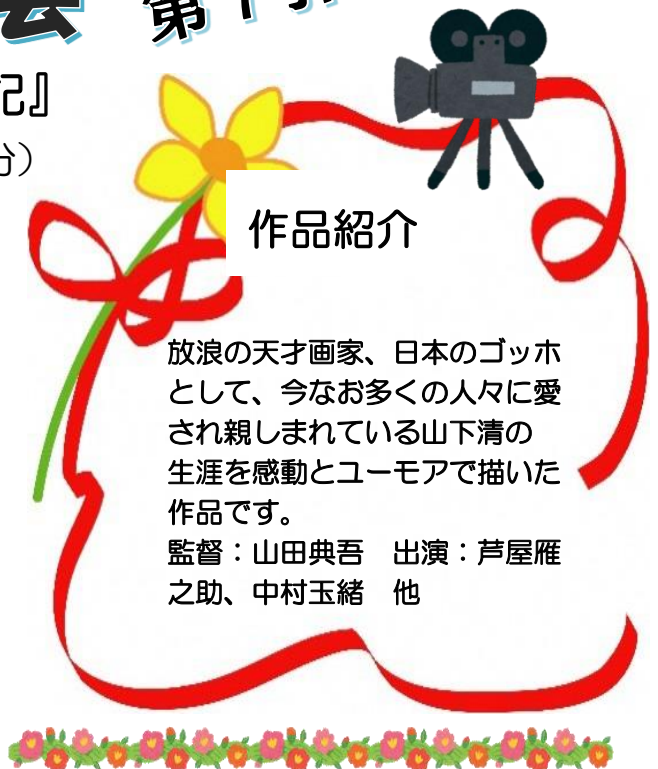 会 第
記』
分）
作品紹介
放浪の天才画家、日本のゴッホ
として、今なお多くの人々に愛
され親しまれている山下清の
生涯を感動とユーモアで描いた
作品です。
監督：山田典吾　出演：芦屋雁
之助、中村玉緒　他